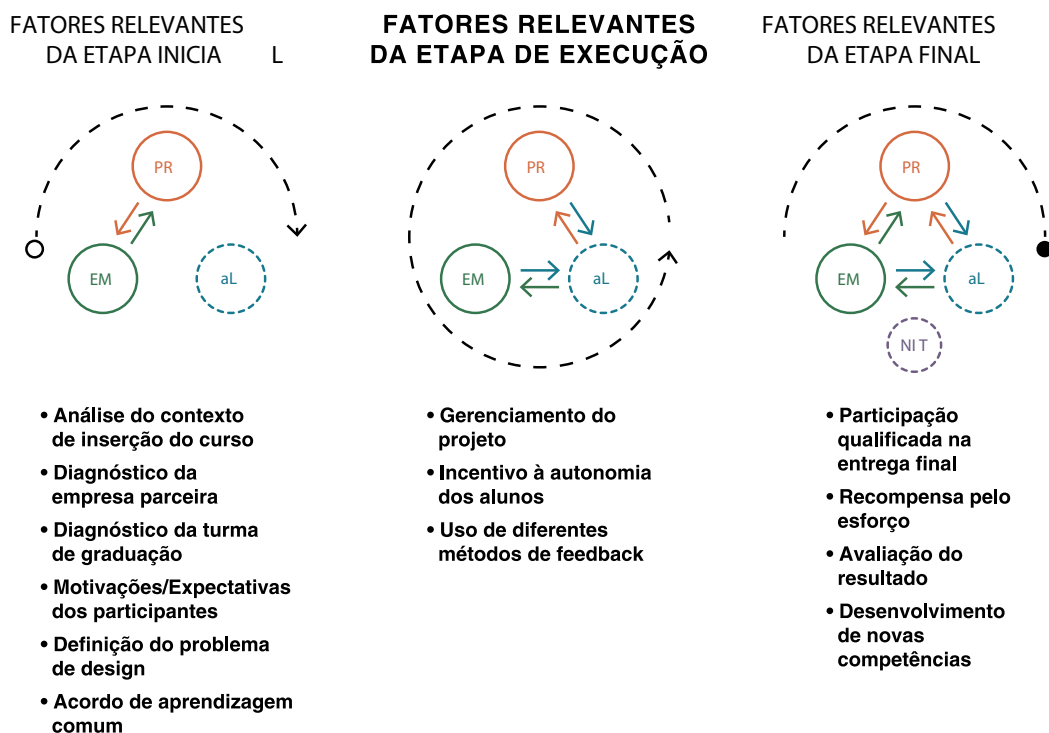 FATORES RELEVANTES
DA ETAPA INICIA L
PR
EM
aL
• Análise do contexto
de inserção do curso
• Diagnóstico da
empresa parceira
• Diagnóstico da turma
de graduação
• Motivações/Expectativas
dos participantes
• Definição do problema
de design
• Acordo de aprendizagem
comum
FATORES RELEVANTES
DA ETAPA DE EXECUÇÃO
PR
EM
aL
• Gerenciamento do
projeto
• Incentivo à autonomia
dos alunos
• Uso de diferentes
métodos de feedback
FATORES RELEVANTES
DA ETAPA FINAL
PR
EM
aL
NIT
• Participação
qualificada na
entrega final
• Recompensa pelo
esforço
• Avaliação do
resultado
• Desenvolvimento
de novas
competências